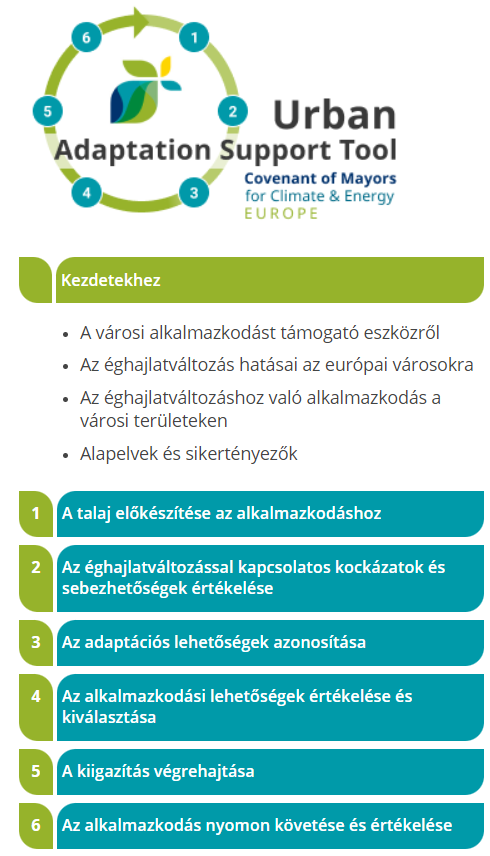 6
1
5
2
4
3
Urban
Adaptation Support Tool
Covenant of Mayors
for Climate & Energy
EUROPE
Kezdetekhez
• A városi alkalmazkodást támogató eszközről
• Az éghajlatváltozás hatásai az európai városokra
• Az éghajlatváltozáshoz való alkalmazkodás a
városi területeken
• Alapelvek és sikertényezők
1 A talaj előkészítése az alkalmazkodáshoz
2 Az éghajlatváltozással kapcsolatos kockázatok és
sebezhetőségek értékelése
3 Az adaptációs lehetőségek azonosítása
4 Az alkalmazkodási lehetőségek értékelése és
kiválasztása
5 A kiigazítás végrehajtása
6 Az alkalmazkodás nyomon követése és értékelése